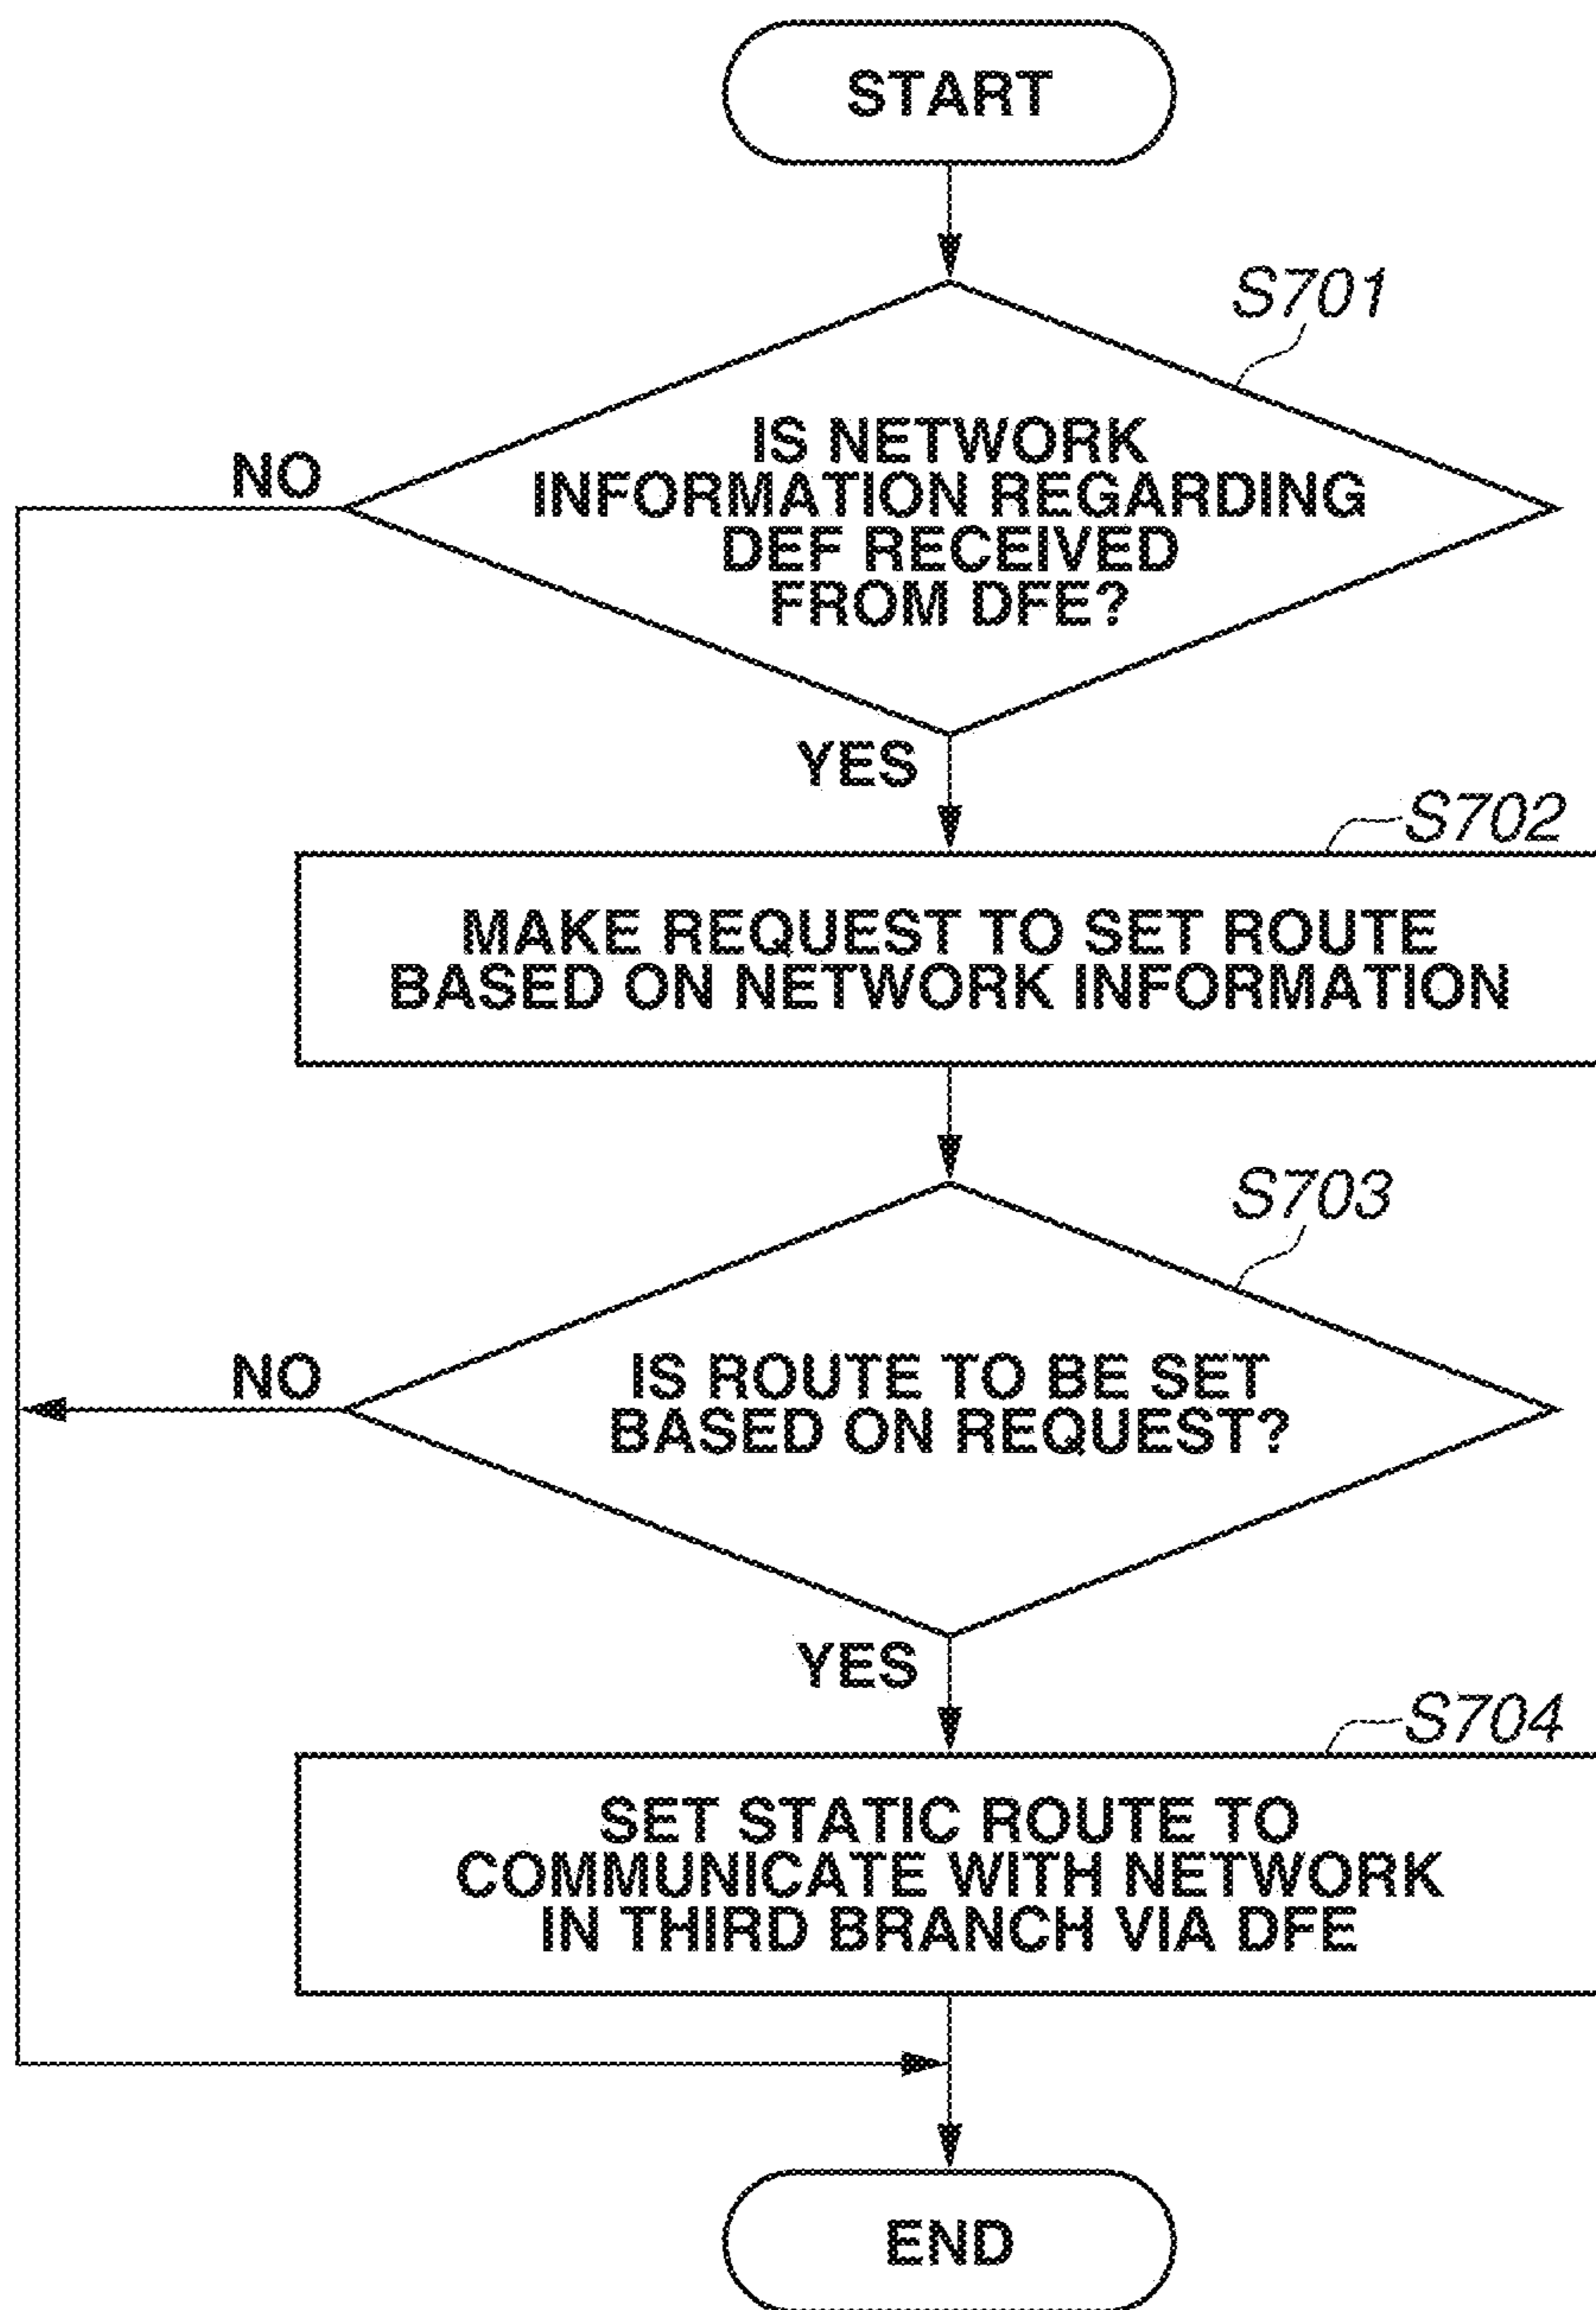 START
S701
IS NETWORK
INFORMATION REGARDING
DEF RECEIVED
FROM DFE?
NO
YES
S702
MAKE REQUEST TO SET ROUTE
BASED ON NETWORK INFORMATION
S703
IS ROUTE TO BE SET
BASED ON REQUEST?
NO
YES
S704
SET STATIC ROUTE TO
COMMUNICATE WITH NETWORK
IN THIRD BRANCH VIA DFE
END